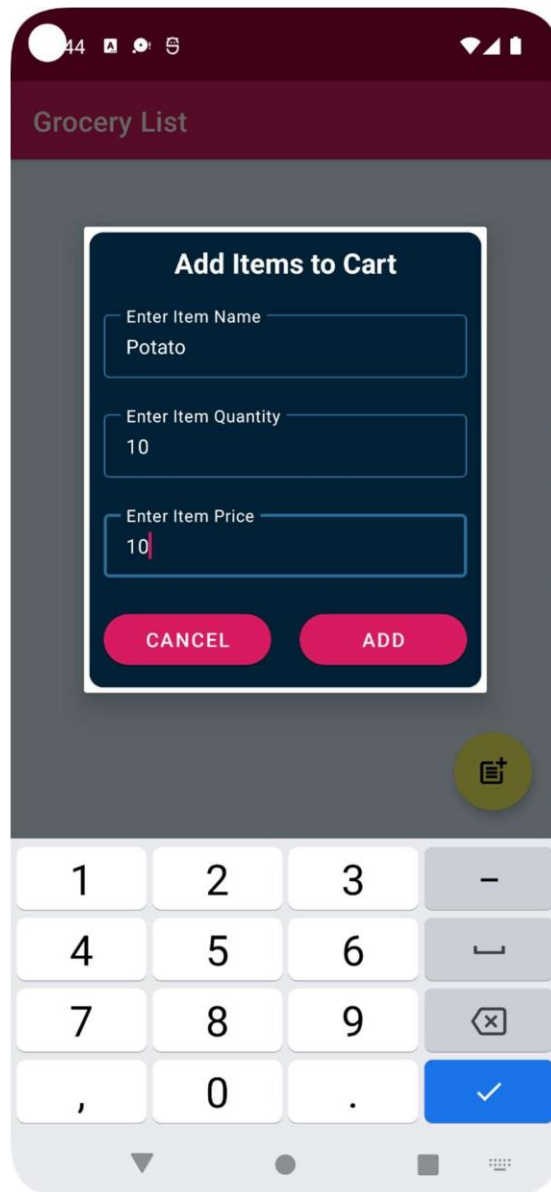 44
Grocery List
Add Items to Cart
Enter Item Name
Potato
Enter Item Quantity
10
Enter Item Price
10
CANCEL ADD
1 2 3 -
4 5 6
7 8 9
, 0 .